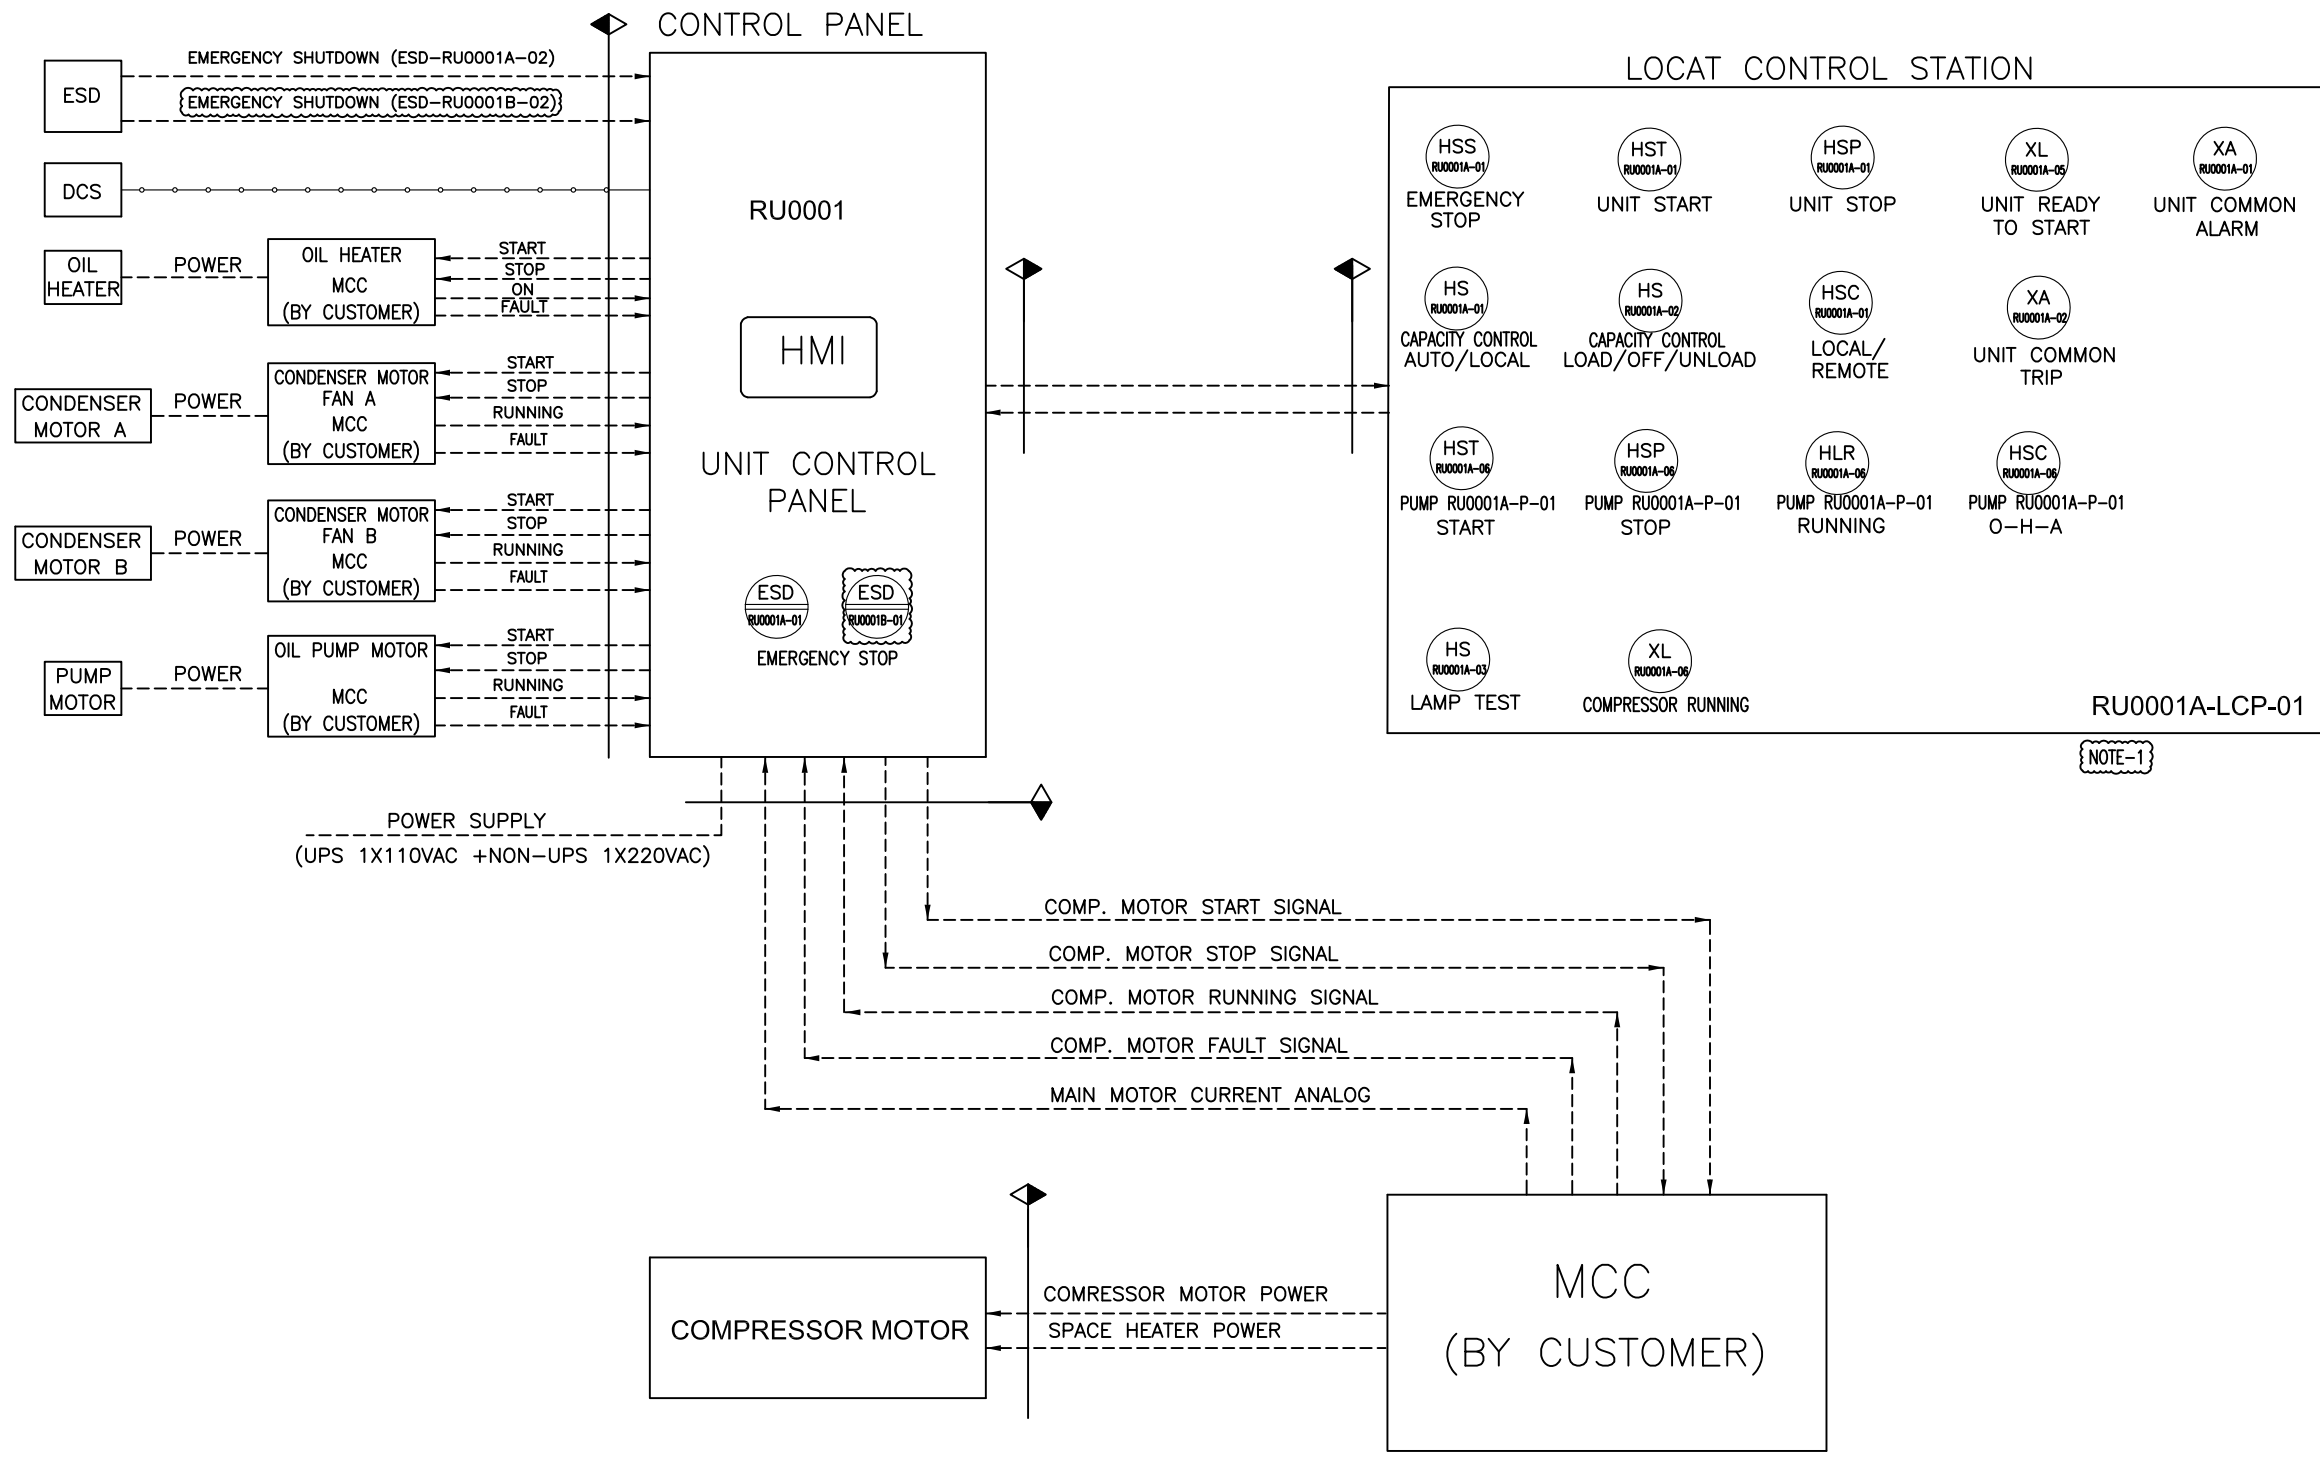 CONTROL PANEL
EMERGENCY SHUTDOWN (ESD-RU0001A-02)
ESD
EMERGENCY SHUTDOWN (ESD-RU0001B-02)
DCS
OIL
HEATER
POWER
OIL HEATER
MCC
(BY CUSTOMER)
START
STOP
ON
FAULT
CONDENSER
MOTOR A
POWER
CONDENSER MOTOR
FAN A
MCC
(BY CUSTOMER)
START
STOP
RUNNING
FAULT
CONDENSER
MOTOR B
POWER
CONDENSER MOTOR
FAN B
MCC
(BY CUSTOMER)
START
STOP
RUNNING
FAULT
PUMP
MOTOR
POWER
OIL PUMP MOTOR
MCC
(BY CUSTOMER)
START
STOP
RUNNING
FAULT
RU0001
HMI
UNIT CONTROL
PANEL
ESD
RU0001A-01
ESD
RU0001B-01
EMERGENCY STOP
LOCAT CONTROL STATION
HSS
RU0001A-01
EMERGENCY
STOP
HST
RU0001A-01
UNIT START
HSP
RU0001A-01
UNIT STOP
XL
RU0001A-05
UNIT READY
TO START
XA
RU0001A-01
UNIT COMMON
ALARM
HS
RU0001A-01
CAPACITY CONTROL
AUTO/LOCAL
HS
RU0001A-02
CAPACITY CONTROL
LOAD/OFF/UNLOAD
HSC
RU0001A-01
LOCAL/
REMOTE
XA
RU0001A-02
UNIT COMMON
TRIP
HST
RU0001A-06
PUMP RU0001A-P-01
START
HSP
RU0001A-06
PUMP RU0001A-P-01
STOP
HLR
RU0001A-06
PUMP RU0001A-P-01
RUNNING
HSC
RU0001A-06
PUMP RU0001A-P-01
O-H-A
HS
RU0001A-03
LAMP TEST
XL
RU0001A-06
COMPRESSOR RUNNING
RU0001A-LCP-01
NOTE-1
POWER SUPPLY
(UPS 1X110VAC +NON-UPS 1X220VAC)
COMP. MOTOR START SIGNAL
COMP. MOTOR STOP SIGNAL
COMP. MOTOR RUNNING SIGNAL
COMP. MOTOR FAULT SIGNAL
MAIN MOTOR CURRENT ANALOG
COMPRESSOR MOTOR
COMRESSOR MOTOR POWER
SPACE HEATER POWER
MCC
(BY CUSTOMER)